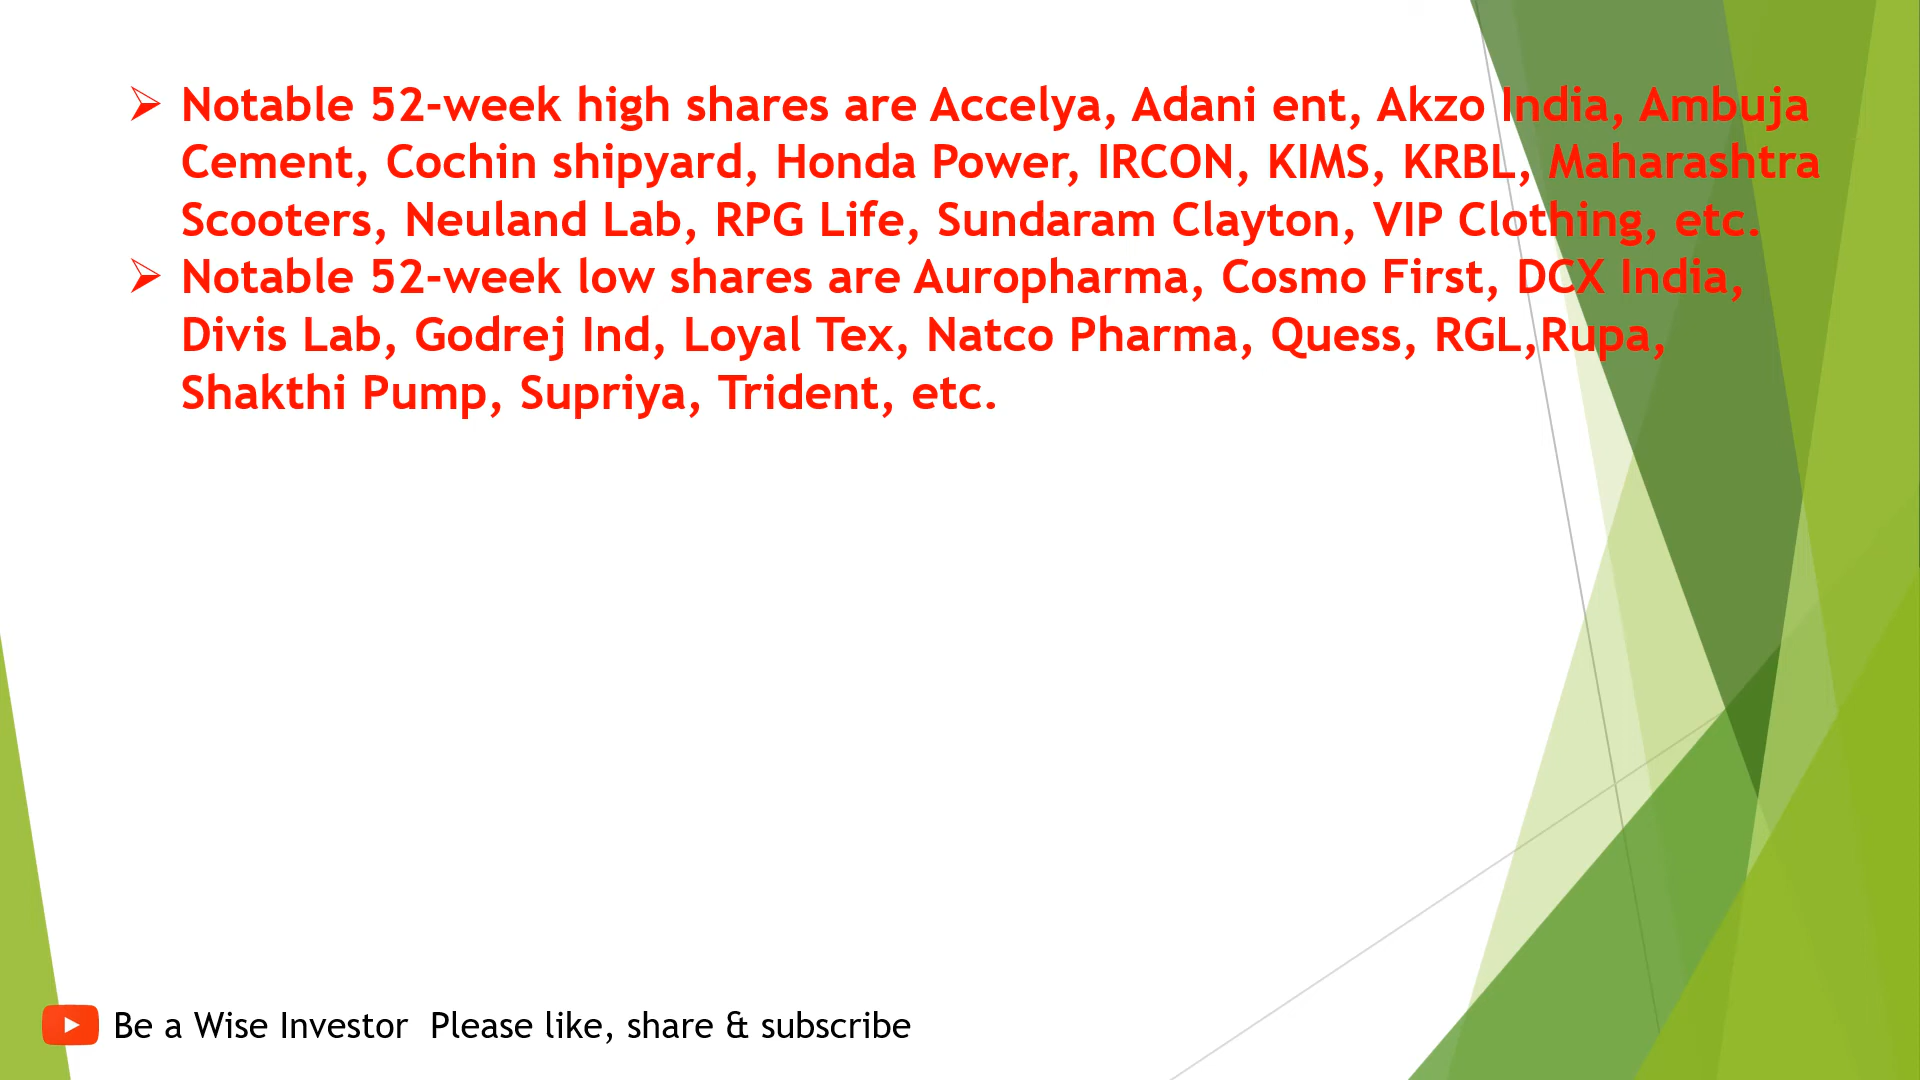 ➢ Notable 52-week high shares are Accelya, Adani ent, Akzo India, Ambuja
Cement, Cochin shipyard, Honda Power, IRCON, KIMS, KRBL, Maharashtra
Scooters, Neuland Lab, RPG Life, Sundaram Clayton, VIP Clothing, etc.
➢ Notable 52-week low shares are Auropharma, Cosmo First, DCX India,
Divis Lab, Godrej Ind, Loyal Tex, Natco Pharma, Quess, RGL,Rupa,
Shakthi Pump, Supriya, Trident, etc.
Be a Wise Investor  Please like, share & subscribe